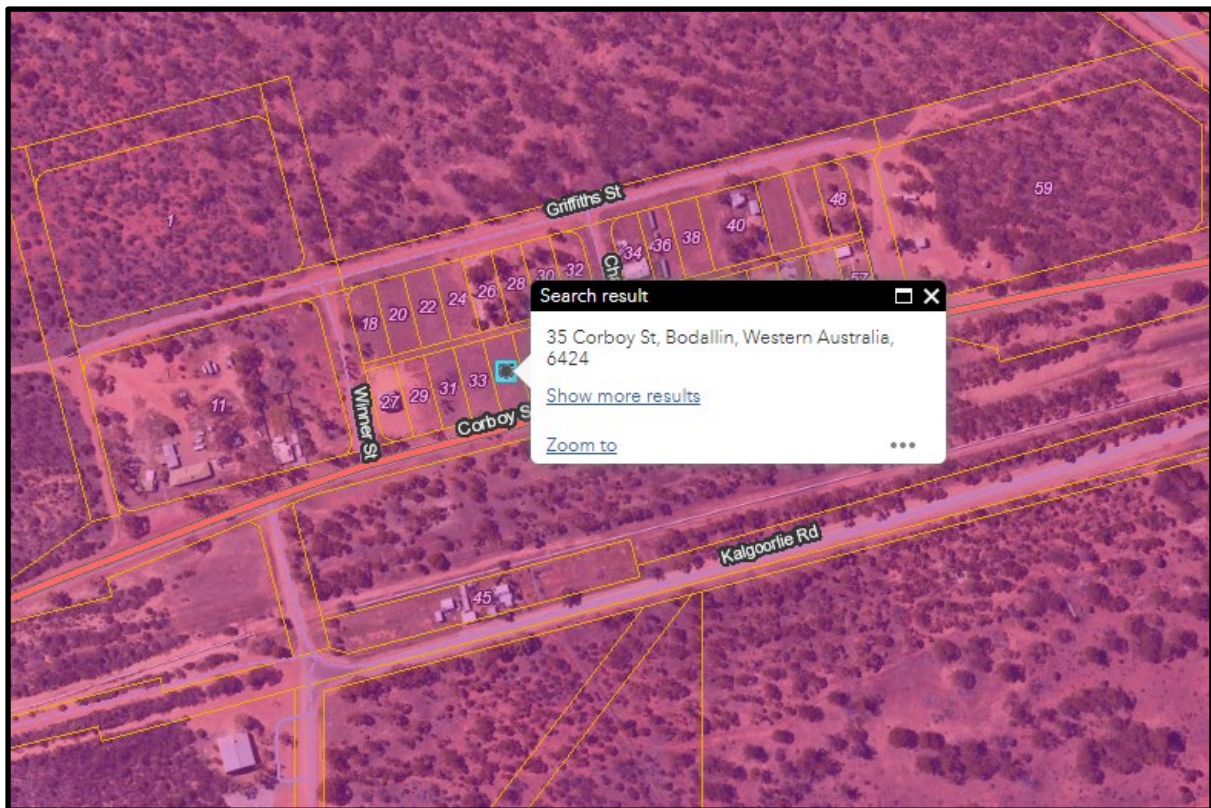 1
59
Griffiths St
48
40
38
36
34
32
30
28
26
24
22
20
18
57
Search result
35 Corboy St, Bodallin, Western Australia,
6424
Show more results
Zoom to
33
31
29
27
11
Corboy S
Winner St
Kalgoorlie Rd
45